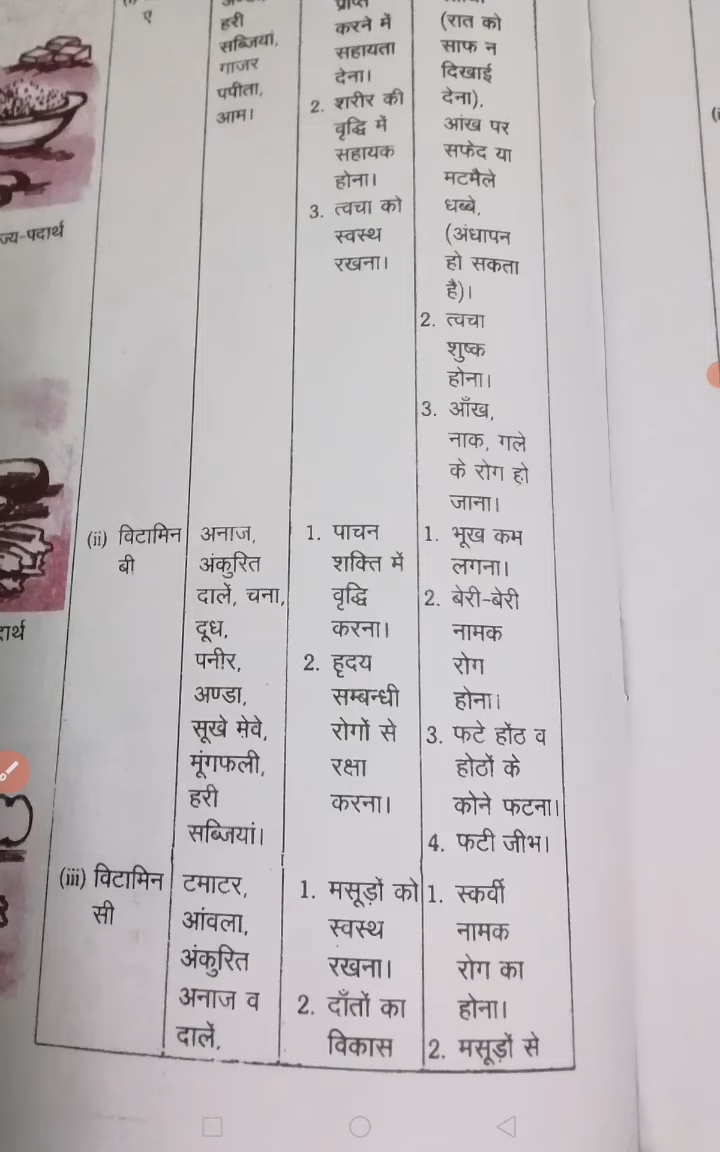 ए
हरी
सब्जियां,
गाजर
पपीता,
आम।
करने में
सहायता
देना।
2. शरीर की
वृद्धि में
सहायक
होना।
3. त्वचा को
स्वस्थ
रखना।
(रात को
साफ न
दिखाई
देना),
आंख पर
सफेद या
मटमैले
धब्बे,
(अंधापन
हो सकता
है)।
2. त्वचा
शुष्क
होना।
3. आँख,
नाक, गले
के रोग हो
जाना।
(ii) विटामिन
बी
अनाज,
अंकुरित
दालें, चना,
दूध,
पनीर,
अण्डा,
सूखे मेवे,
मूंगफली,
हरी
सब्जियां।
1. पाचन
शक्ति में
वृद्धि
करना।
2. हृदय
सम्बन्धी
रोगों से
रक्षा
करना।
1. भूख कम
लगना।
2. बेरी-बेरी
नामक
रोग
होना।
3. फटे होंठ व
होठों के
कोने फटना।
4. फटी जीभ।
(iii) विटामिन
सी
टमाटर,
आंवला,
अंकुरित
अनाज व
दालें,
1. मसूड़ों को
स्वस्थ
रखना।
2. दाँतों का
विकास
1. स्कर्वी
नामक
रोग का
होना।
2. मसूड़ों से